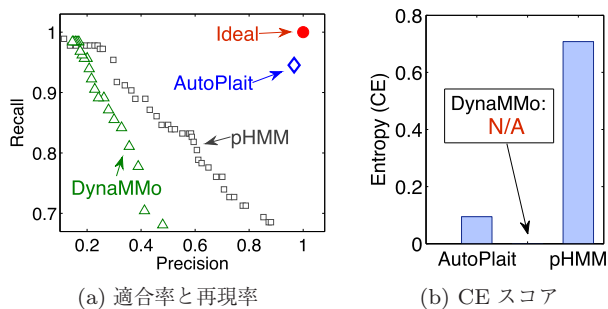 1
0.9
0.8
0.7
Recall
0.2
0.4
0.6
0.8
1
Precision
Ideal
AutoPlait
pHMM
DynaMMo
(a) 適合率と再現率
0.8
0.6
0.4
0.2
0
Entropy (CE)
DynaMMo:
N/A
AutoPlait
pHMM
(b) CE スコア